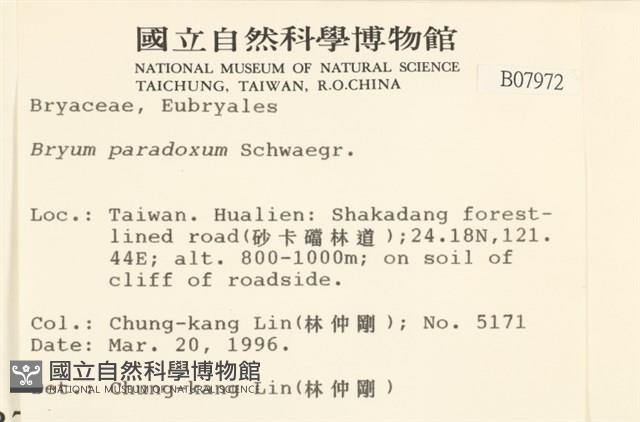 國立自然科學博物館
NATIONAL MUSEUM OF NATURAL SCIENCE
TAICHUNG, TAIWAN, R.O.CHINA
B07972
Bryaceae, Eubryales
Bryum paradoxum Schwaegr.
Loc.: Taiwan. Hualien: Shakadang forest-
lined road(砂卡礑林道);24.18N,121.
44E; alt. 800-1000m; on soil of
cliff of roadside.
Col.: Chung-kang Lin(林仲剛); No. 5171
Date: Mar. 20, 1996.
國立自然科學博物館
NATIONAL MUSEUM OF NATURAL SCIENCE
Det.: Chung-kang Lin(林仲剛)